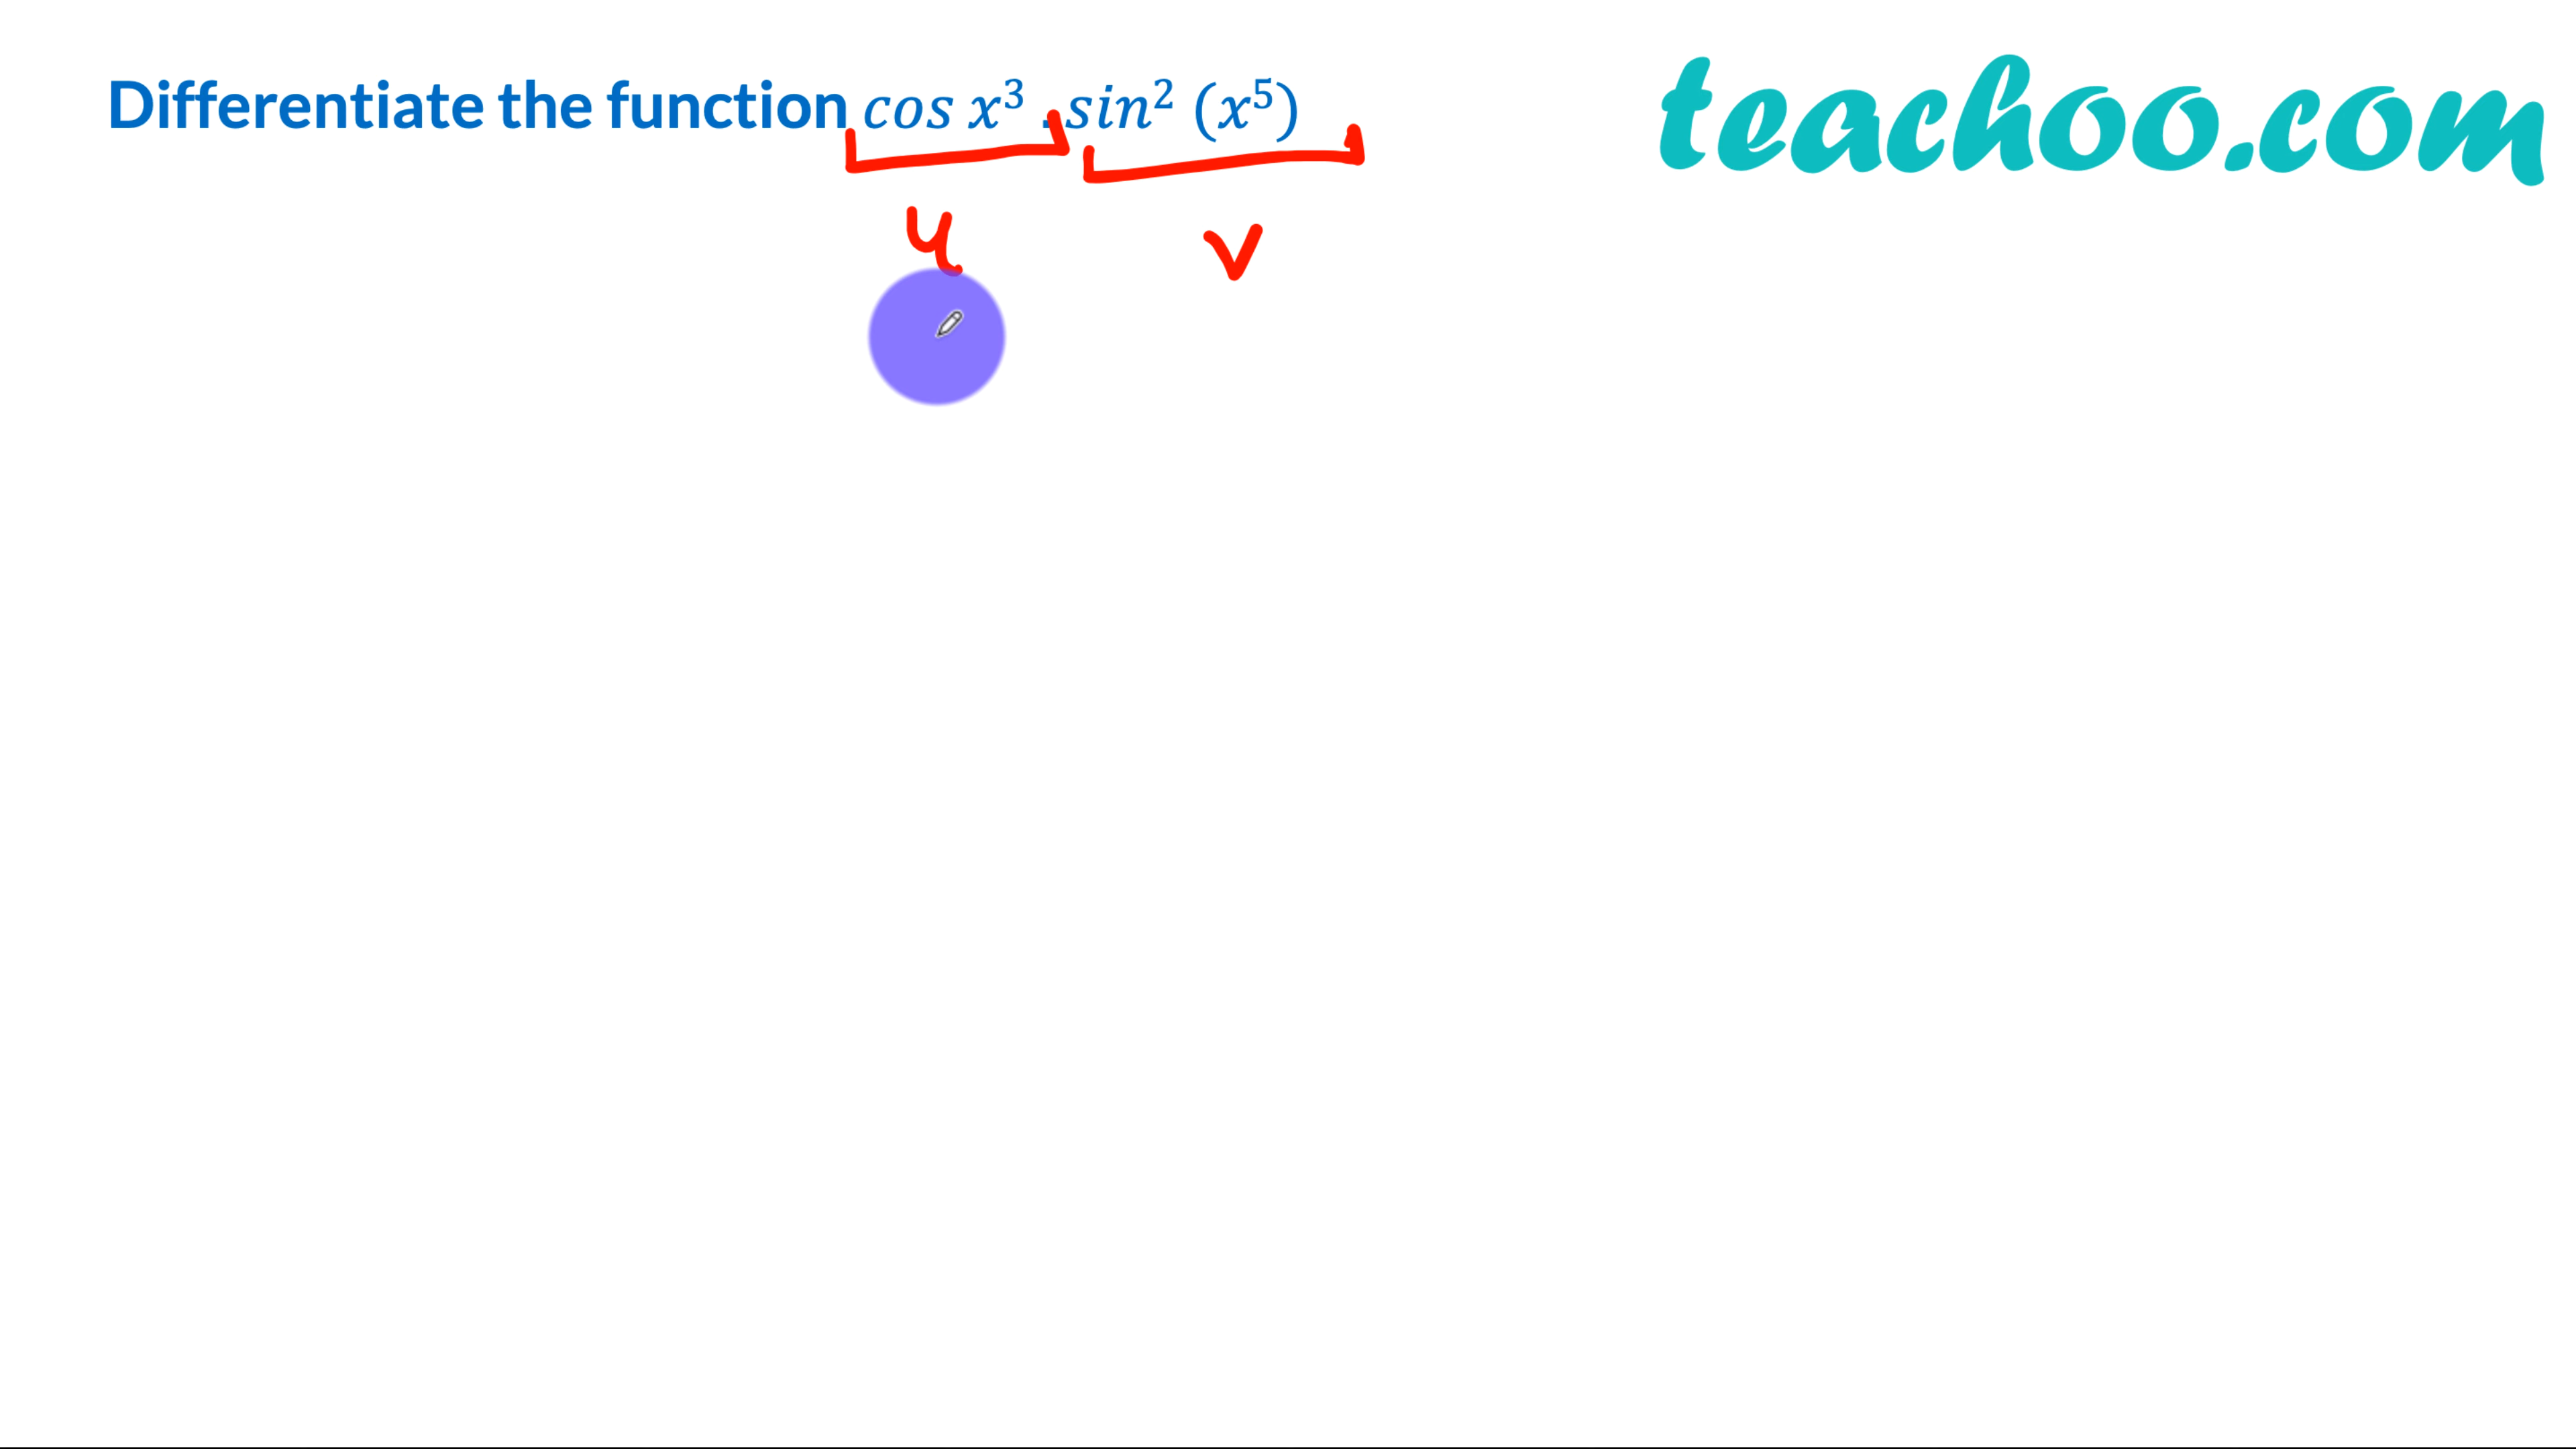 Differentiate the function cos x³ . sin² (x⁵)
teachoo.com
u
v